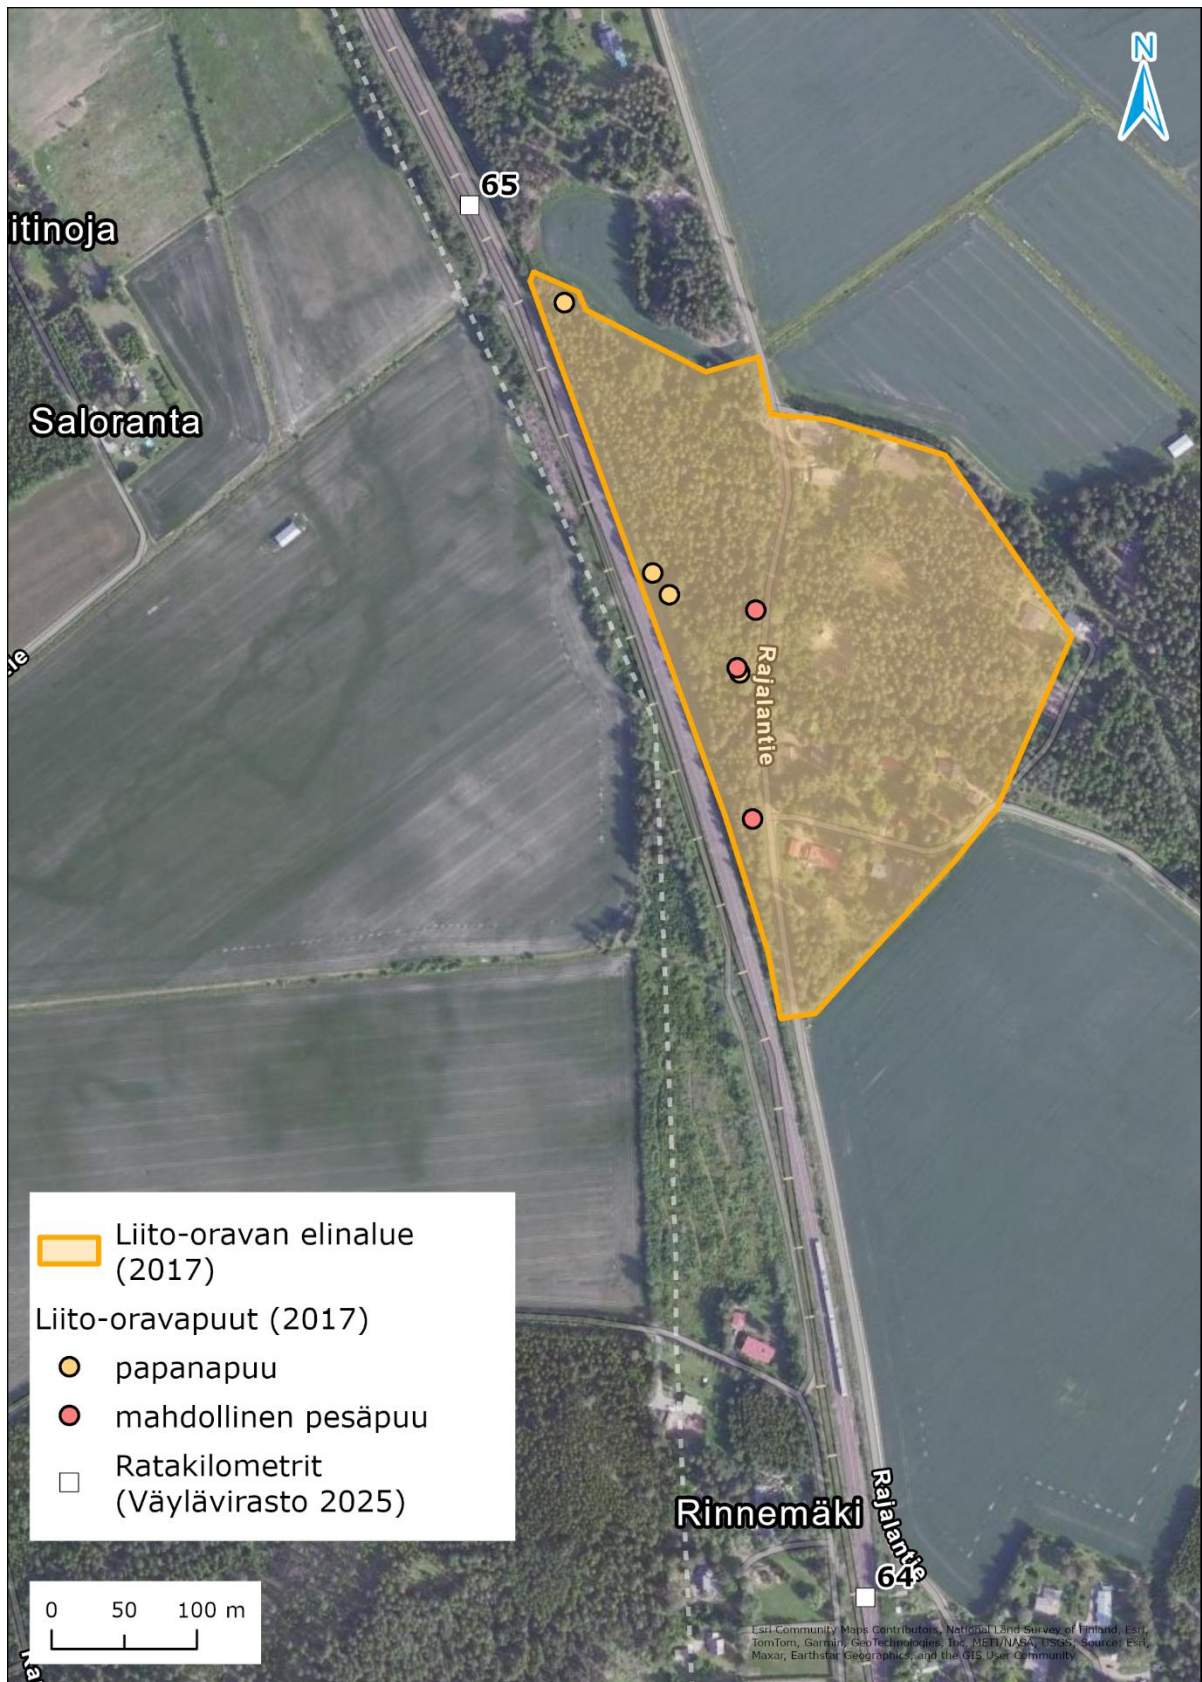 N
65
itinoja
Saloranta
tie
Rajalantie
Liito-oravan elinalue
(2017)
Liito-oravapuut (2017)
papanapuu
mahdollinen pesäpuu
Ratakilometrit
(Väylävirasto 2025)
Rinnemäki
Rajalantie
64
0 50 100 m
Esri Community Maps Contributors, National Land Survey of Finland, Esri,
TomTom, Garmin, GeoTechnologies, Inc, METI/NASA, USGS; Source: Esri,
Maxar, Earthstar Geographics, and the GIS User Community